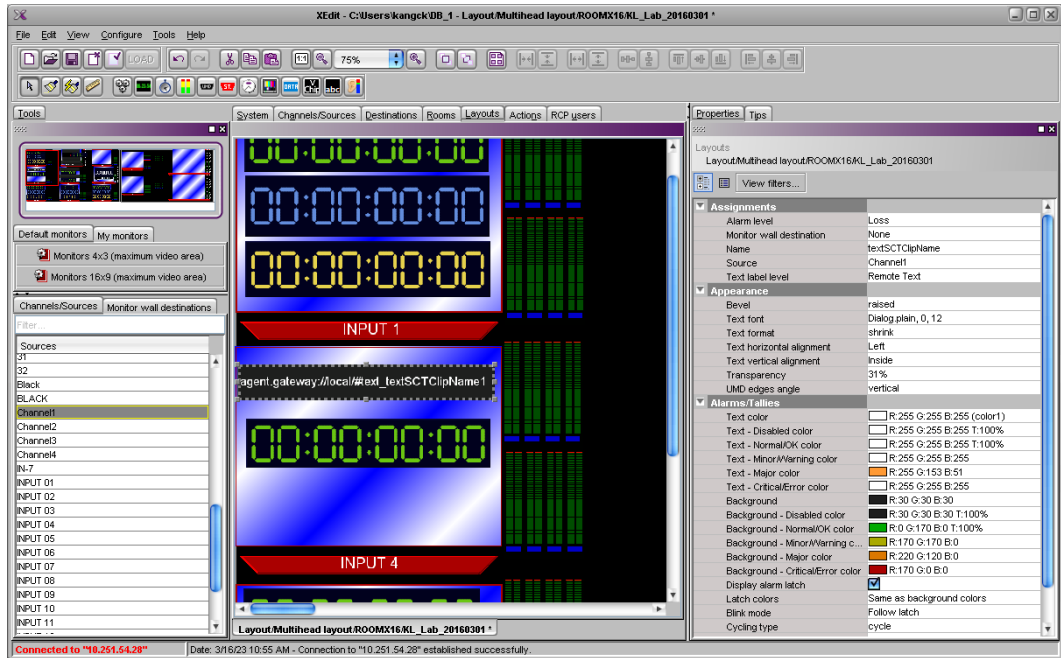 XEdit - C:\Users\kangck\DB_1 - Layout/Multihead layout/ROOMX16/KL_Lab_20160301 *
File Edit View Configure Tools Help
LOAD 1:1 75%
UMD DATA abc
Tools
System Channels/Sources Destinations Rooms Layouts Actions RCP users
Properties Tips
Layouts
Layout/Multihead layout/ROOMX16/KL_Lab_20160301
View filters...
Default monitors My monitors
Monitors 4x3 (maximum video area)
Monitors 16x9 (maximum video area)
Channels/Sources Monitor wall destinations
Filter...
Sources
31
32
Black
BLACK
Channel1
Channel2
Channel3
Channel4
IN-7
INPUT 01
INPUT 02
INPUT 03
INPUT 04
INPUT 05
INPUT 06
INPUT 07
INPUT 08
INPUT 09
INPUT 10
INPUT 11
00:00:00:00
00:00:00:00
00:00:00:00
INPUT 1
agent.gateway://local/#text_textSCTClipName1
00:00:00:00
INPUT 4
Layout/Multihead layout/ROOMX16/KL_Lab_20160301 *
Assignments
Alarm level Loss
Monitor wall destination None
Name textSCTClipName
Source Channel1
Text label level Remote Text
Appearance
Bevel raised
Text font Dialog.plain, 0, 12
Text format shrink
Text horizontal alignment Left
Text vertical alignment Inside
Transparency 31%
UMD edges angle vertical
Alarms/Tallies
Text color R:255 G:255 B:255 (color1)
Text - Disabled color R:255 G:255 B:255 T:100%
Text - Normal/OK color R:255 G:255 B:255 T:100%
Text - Minor/Warning color R:255 G:255 B:255
Text - Major color R:255 G:153 B:51
Text - Critical/Error color R:255 G:255 B:255
Background R:30 G:30 B:30
Background - Disabled color R:30 G:30 B:30 T:100%
Background - Normal/OK color R:0 G:170 B:0 T:100%
Background - Minor/Warning c... R:170 G:170 B:0
Background - Major color R:220 G:120 B:0
Background - Critical/Error color R:170 G:0 B:0
Display alarm latch
Latch colors Same as background colors
Blink mode Follow latch
Cycling type cycle
Connected to "10.251.54.28" Date: 3/16/23 10:55 AM - Connection to "10.251.54.28" established successfully.